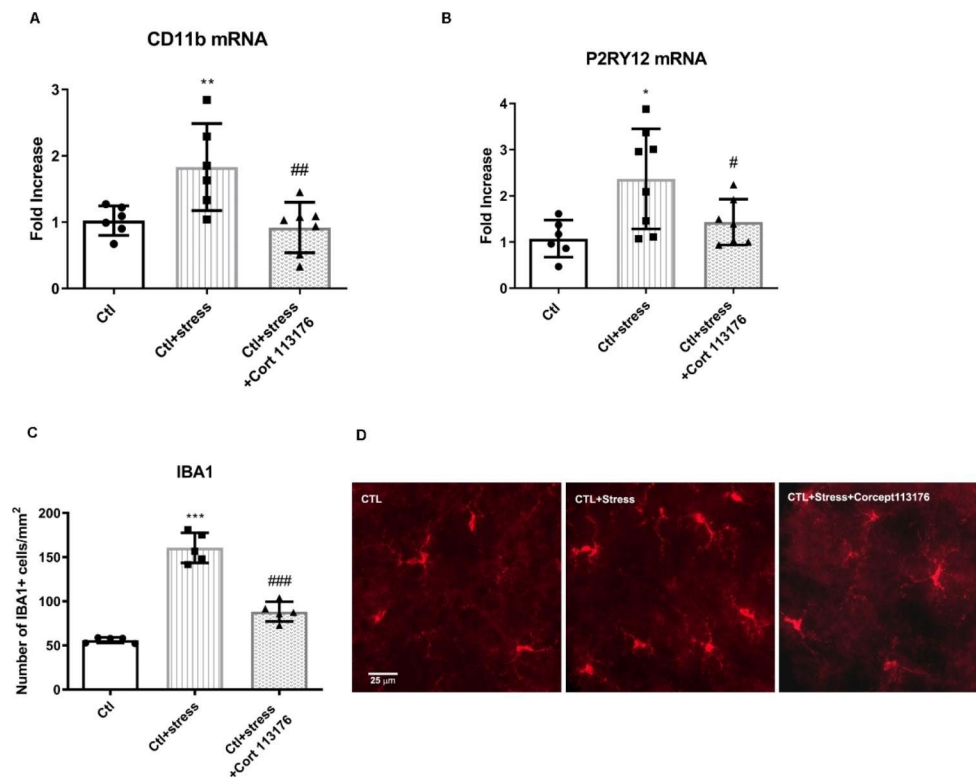 A
CD11b mRNA
Fold Increase
3
2
1
0
**
##
Ctl
Ctl+stress
Ctl+stress
+Cort 113176
B
P2RY12 mRNA
Fold Increase
4
3
2
1
0
*
#
Ctl
Ctl+stress
Ctl+stress
+Cort 113176
C
IBA1
Number of IBA1+ cells/mm²
200
150
100
50
0
***
###
Ctl
Ctl+stress
Ctl+stress
+Cort 113176
D
CTL
25 µm
CTL+Stress
CTL+Stress+Corcept113176